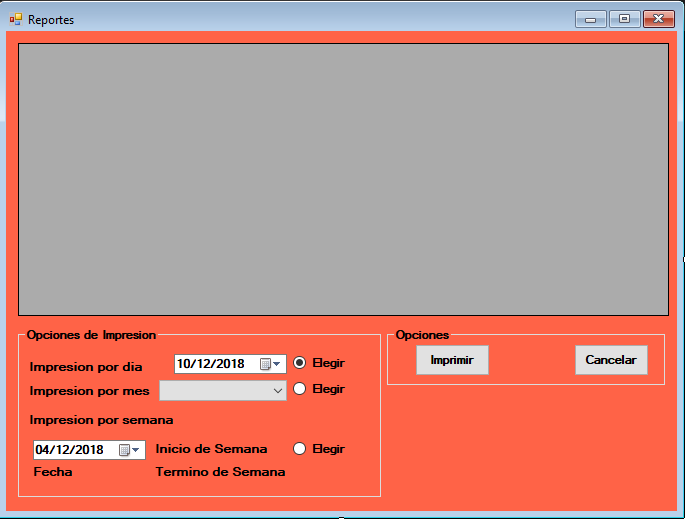 Reportes
Opciones de Impresion
Impresion por dia 10/12/2018 Elegir
Impresion por mes Elegir
Impresion por semana
04/12/2018 Inicio de Semana Elegir
Fecha Termino de Semana
Opciones
Imprimir Cancelar